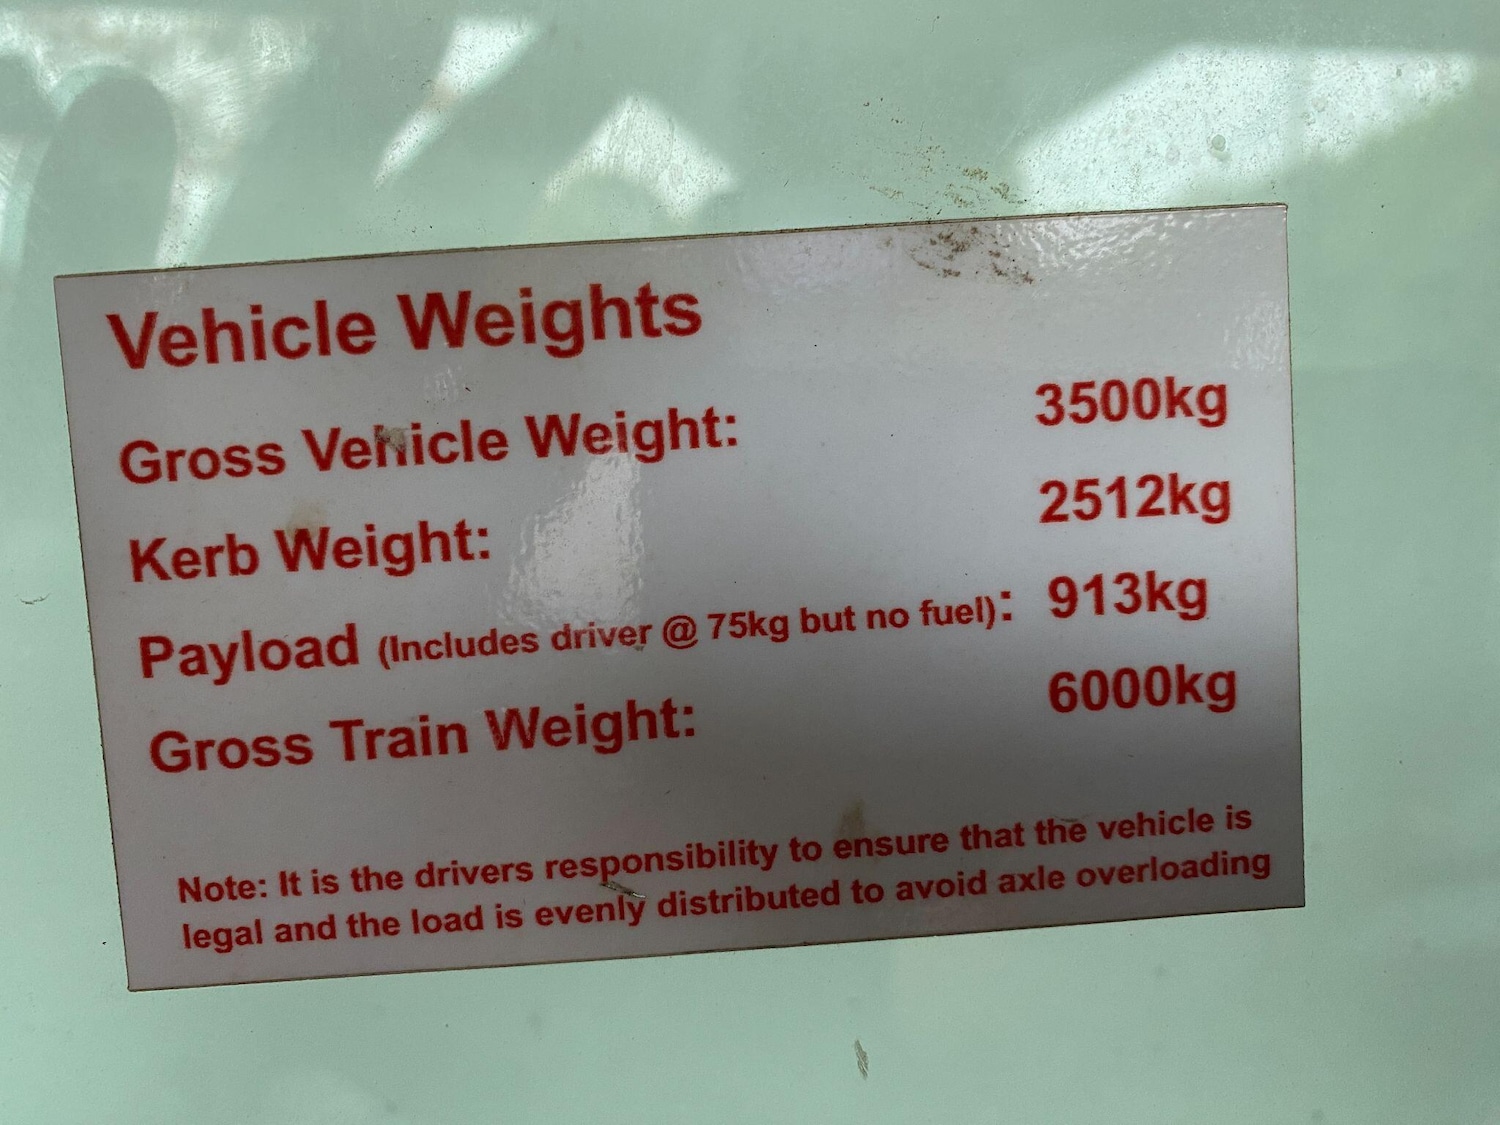 Vehicle Weights
Gross Vehicle Weight: 3500kg
Kerb Weight: 2512kg
Payload (Includes driver @ 75kg but no fuel): 913kg
Gross Train Weight: 6000kg
Note: It is the drivers responsibility to ensure that the vehicle is
legal and the load is evenly distributed to avoid axle overloading